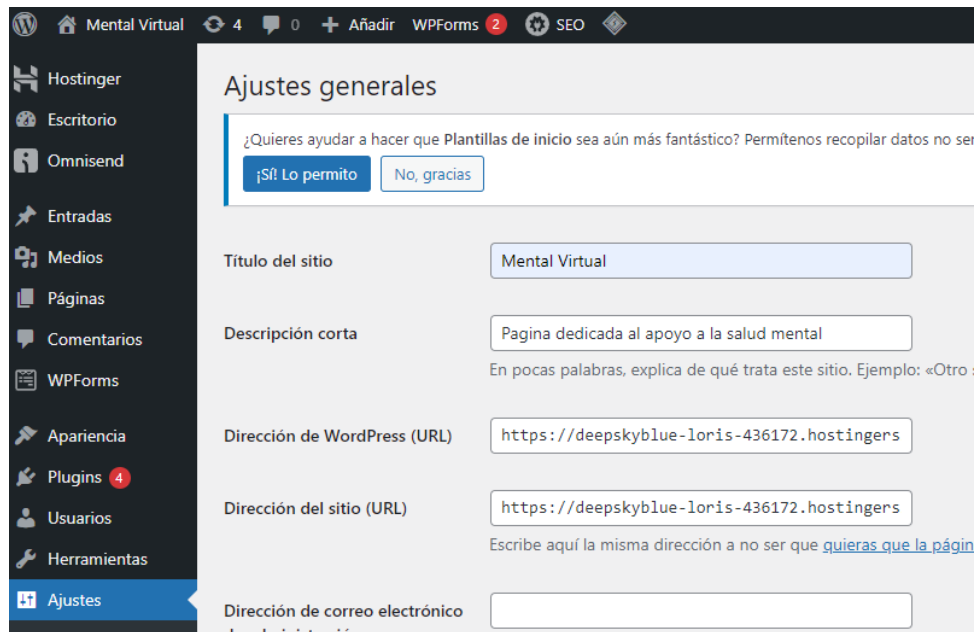 Mental Virtual 4 0 + Añadir WPForms 2 SEO
Hostinger
Escritorio
Omnisend
Entradas
Medios
Páginas
Comentarios
WPForms
Apariencia
Plugins 4
Usuarios
Herramientas
Ajustes
Ajustes generales
¿Quieres ayudar a hacer que Plantillas de inicio sea aún más fantástico? Permítenos recopilar datos no ser
¡Sí! Lo permito No, gracias
Título del sitio Mental Virtual
Descripción corta Pagina dedicada al apoyo a la salud mental
En pocas palabras, explica de qué trata este sitio. Ejemplo: «Otro
Dirección de WordPress (URL) https://deepskyblue-loris-436172.hostingers
Dirección del sitio (URL) https://deepskyblue-loris-436172.hostingers
Escribe aquí la misma dirección a no ser que quieras que la págin
Dirección de correo electrónico